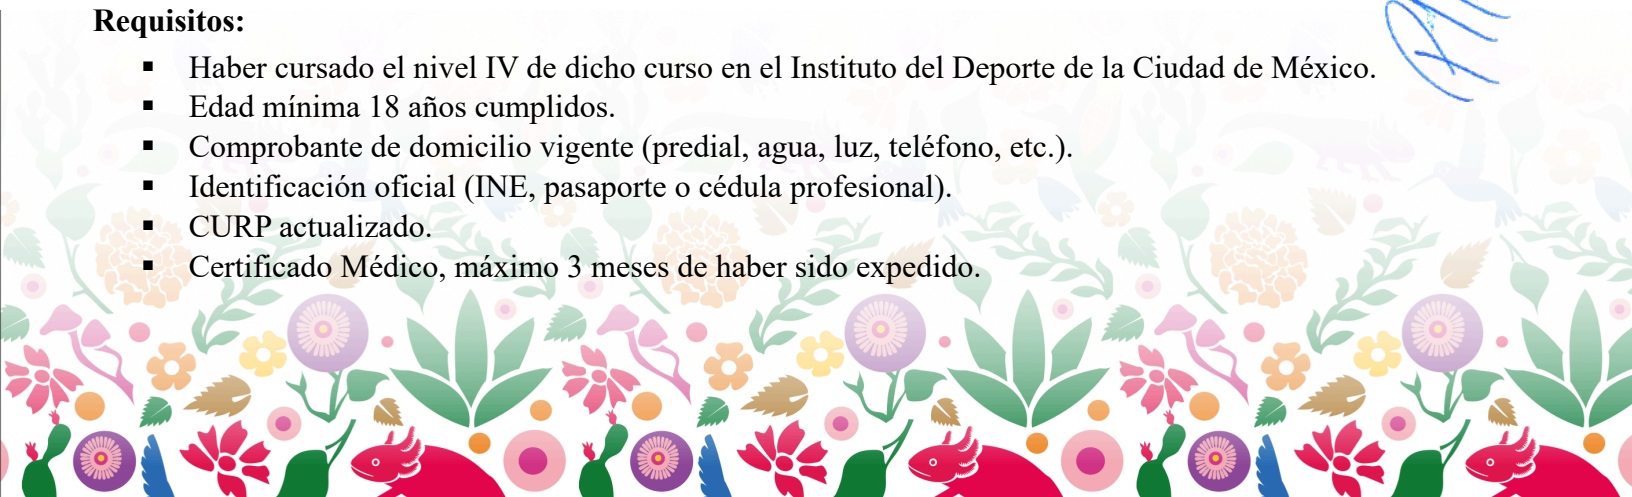 Requisitos:
▪ Haber cursado el nivel IV de dicho curso en el Instituto del Deporte de la Ciudad de México.
▪ Edad mínima 18 años cumplidos.
▪ Comprobante de domicilio vigente (predial, agua, luz, teléfono, etc.).
▪ Identificación oficial (INE, pasaporte o cédula profesional).
▪ CURP actualizado.
▪ Certificado Médico, máximo 3 meses de haber sido expedido.